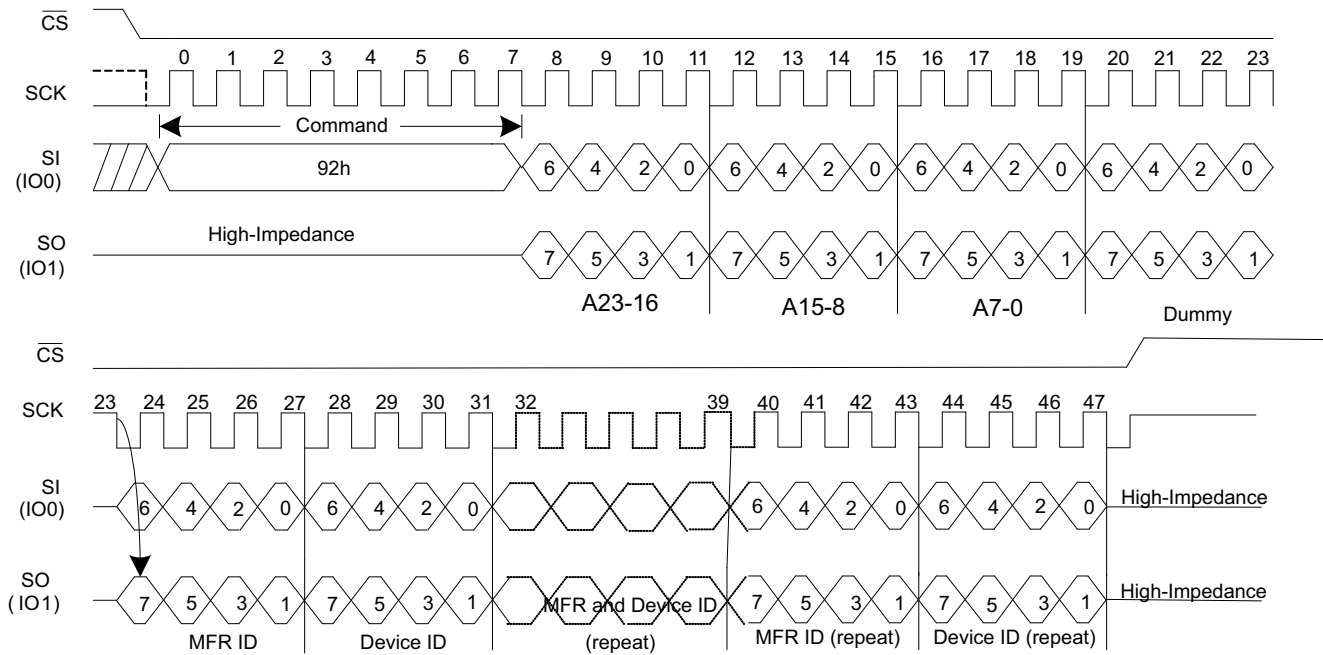 CS
0 1 2 3 4 5 6 7 8 9 10 11 12 13 14 15 16 17 18 19 20 21 22 23
SCK
Command
SI
(IO0)
92h
6 4 2 0 6 4 2 0 6 4 2 0 6 4 2 0
High-Impedance
SO
(IO1)
7 5 3 1 7 5 3 1 7 5 3 1 7 5 3 1
A23-16 A15-8 A7-0
Dummy
CS
SCK
23 24 25 26 27 28 29 30 31 32 39 40 41 42 43 44 45 46 47
SI
(IO0)
6 4 2 0 6 4 2 0 6 4 2 0 6 4 2 0
High-Impedance
SO
(IO1)
7 5 3 1 7 5 3 1 MFR and Device ID 7 5 3 1 7 5 3 1
High-Impedance
MFR ID Device ID (repeat) MFR ID (repeat) Device ID (repeat)